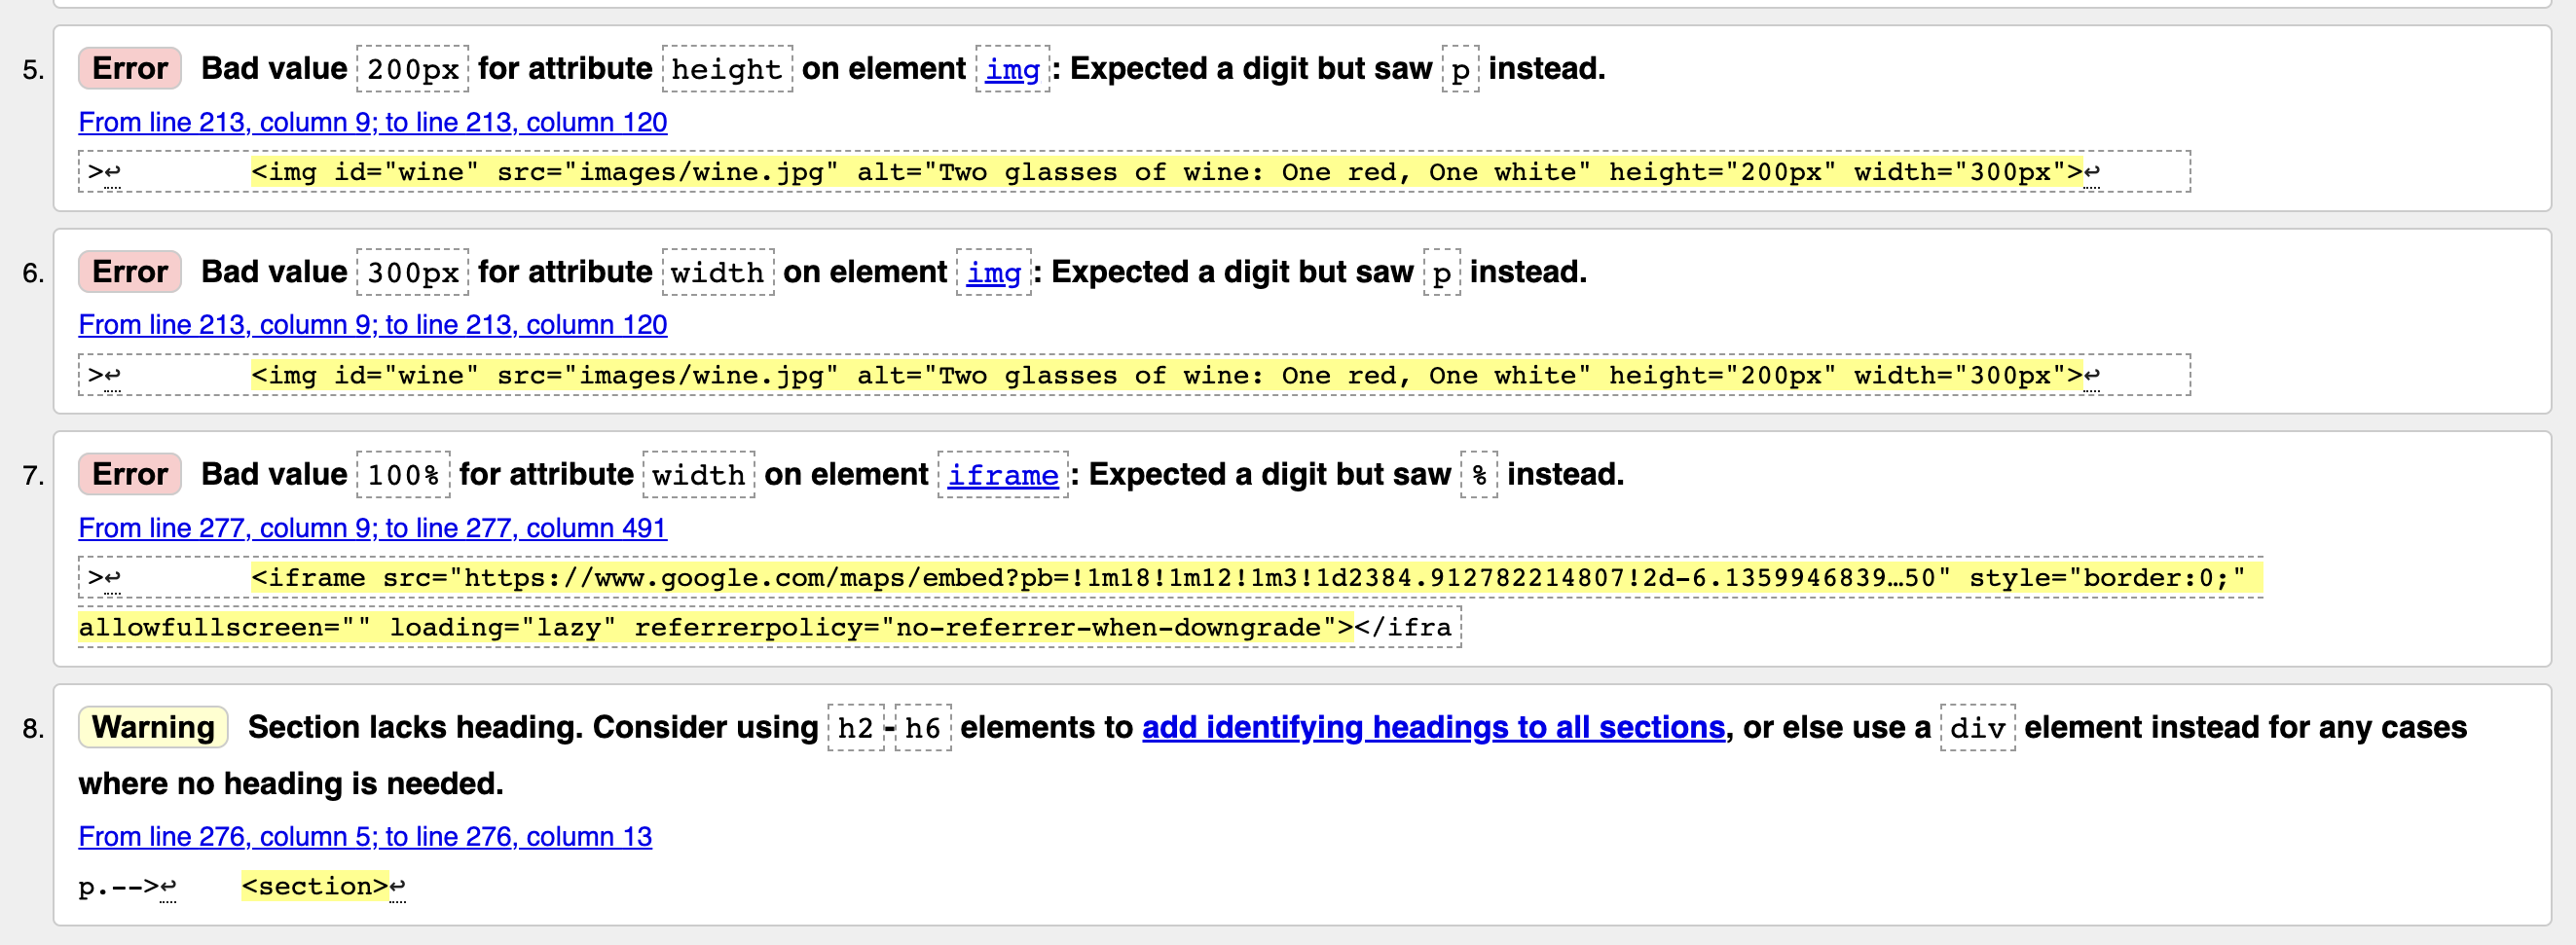 5. Error Bad value 200px for attribute height on element img: Expected a digit but saw p instead.
From line 213, column 9; to line 213, column 120
>↩ <img id="wine" src="images/wine.jpg" alt="Two glasses of wine: One red, One white" height="200px" width="300px">↩
6. Error Bad value 300px for attribute width on element img: Expected a digit but saw p instead.
From line 213, column 9; to line 213, column 120
>↩ <img id="wine" src="images/wine.jpg" alt="Two glasses of wine: One red, One white" height="200px" width="300px">↩
7. Error Bad value 100% for attribute width on element iframe: Expected a digit but saw % instead.
From line 277, column 9; to line 277, column 491
>↩ <iframe src="https://www.google.com/maps/embed?pb=!1m18!1m12!1m3!1d2384.912782214807!2d-6.1359946839…50" style="border:0;"
allowfullscreen="" loading="lazy" referrerpolicy="no-referrer-when-downgrade"></ifra
8. Warning Section lacks heading. Consider using h2-h6 elements to add identifying headings to all sections, or else use a div element instead for any cases
where no heading is needed.
From line 276, column 5; to line 276, column 13
p.-->↩ <section>↩